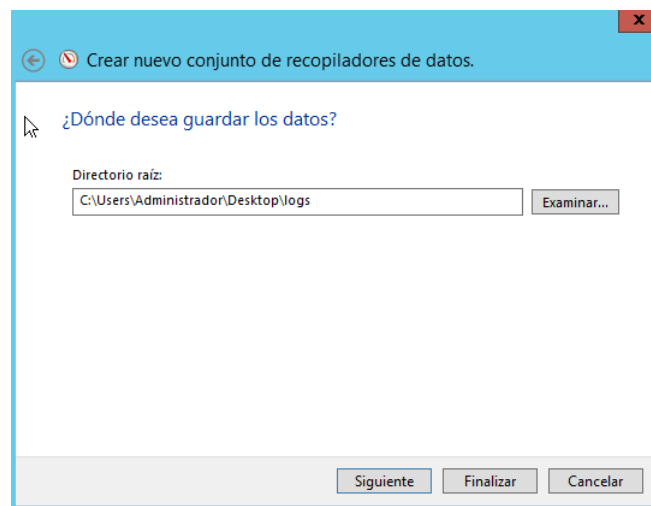 x
Crear nuevo conjunto de recopiladores de datos.
¿Dónde desea guardar los datos?
Directorio raíz:
C:\Users\Administrador\Desktop\logs
Examinar...
Siguiente
Finalizar
Cancelar